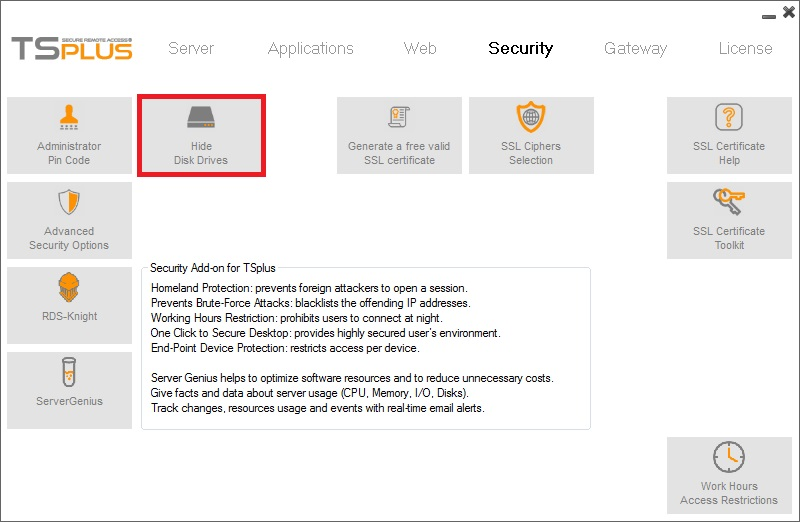 TSPLUS
SECURE REMOTE ACCESS®
Server
Applications
Web
Security
Gateway
License
Administrator
Pin Code
Hide
Disk Drives
Generate a free valid
SSL certificate
SSL Ciphers
Selection
SSL Certificate
Help
Advanced
Security Options
SSL Certificate
Toolkit
RDS-Knight
ServerGenius
Security Add-on for TSplus
Homeland Protection: prevents foreign attackers to open a session.
Prevents Brute-Force Attacks: blacklists the offending IP addresses.
Working Hours Restriction: prohibits users to connect at night.
One Click to Secure Desktop: provides highly secured user's environment.
End-Point Device Protection: restricts access per device.
Server Genius helps to optimize software resources and to reduce unnecessary costs.
Give facts and data about server usage (CPU, Memory, I/O, Disks).
Track changes, resources usage and events with real-time email alerts.
Work Hours
Access Restrictions